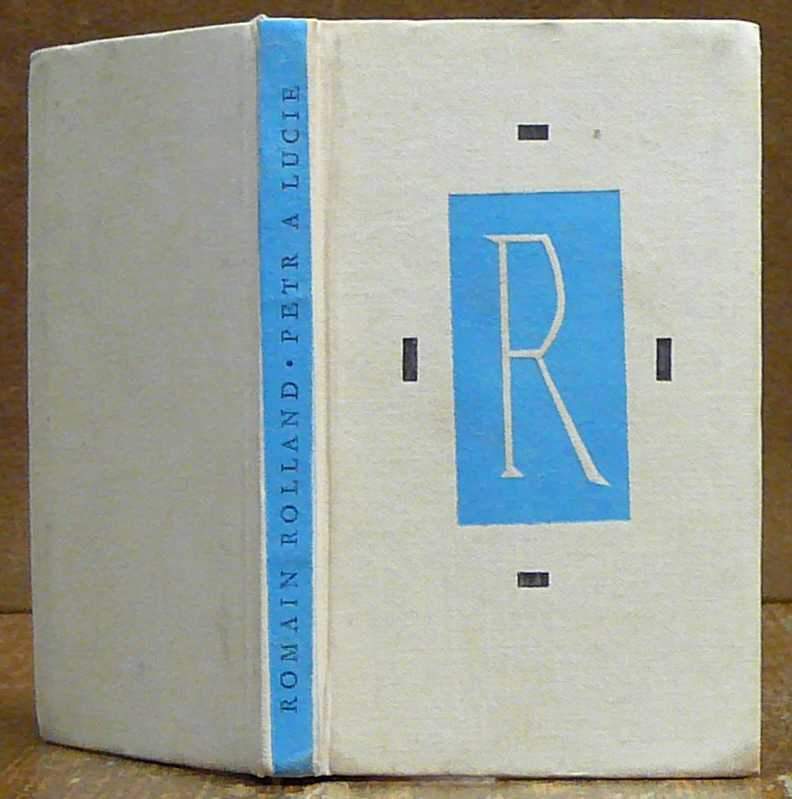 ROMAIN ROLLAND • PETR A LUCIE
R